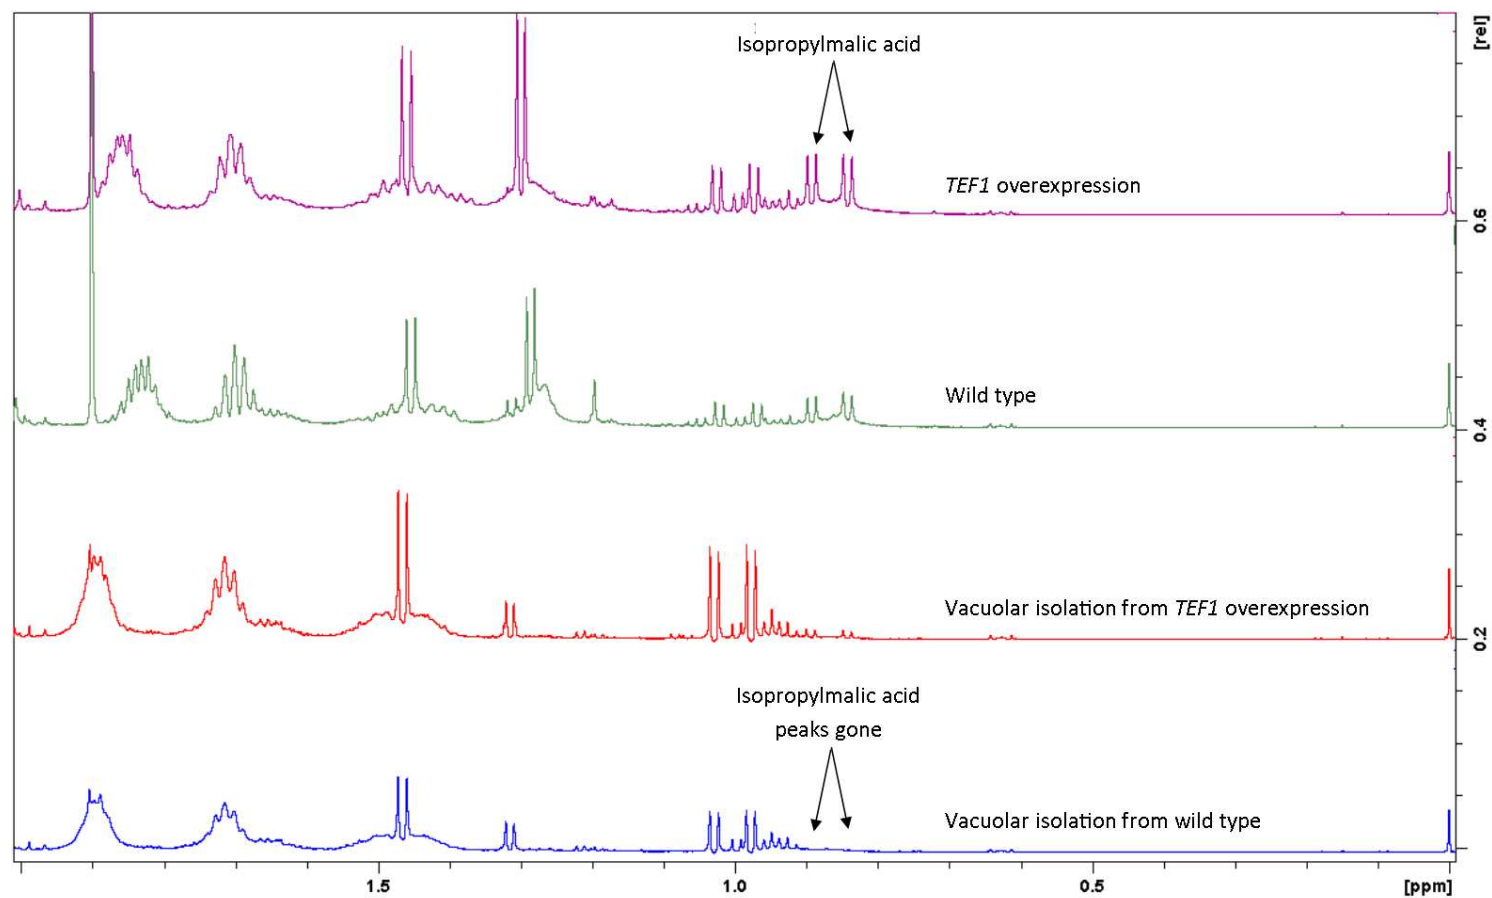 Isopropylmalic acid
[rel]
TEF1 overexpression
0.6
Wild type
0.4
Vacuolar isolation from TEF1 overexpression
0.2
Isopropylmalic acid
peaks gone
Vacuolar isolation from wild type
1.5 1.0 0.5 [ppm]